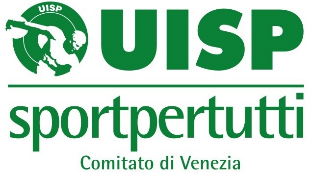 UISP
UISP
sportpertutti
Comitato di Venezia